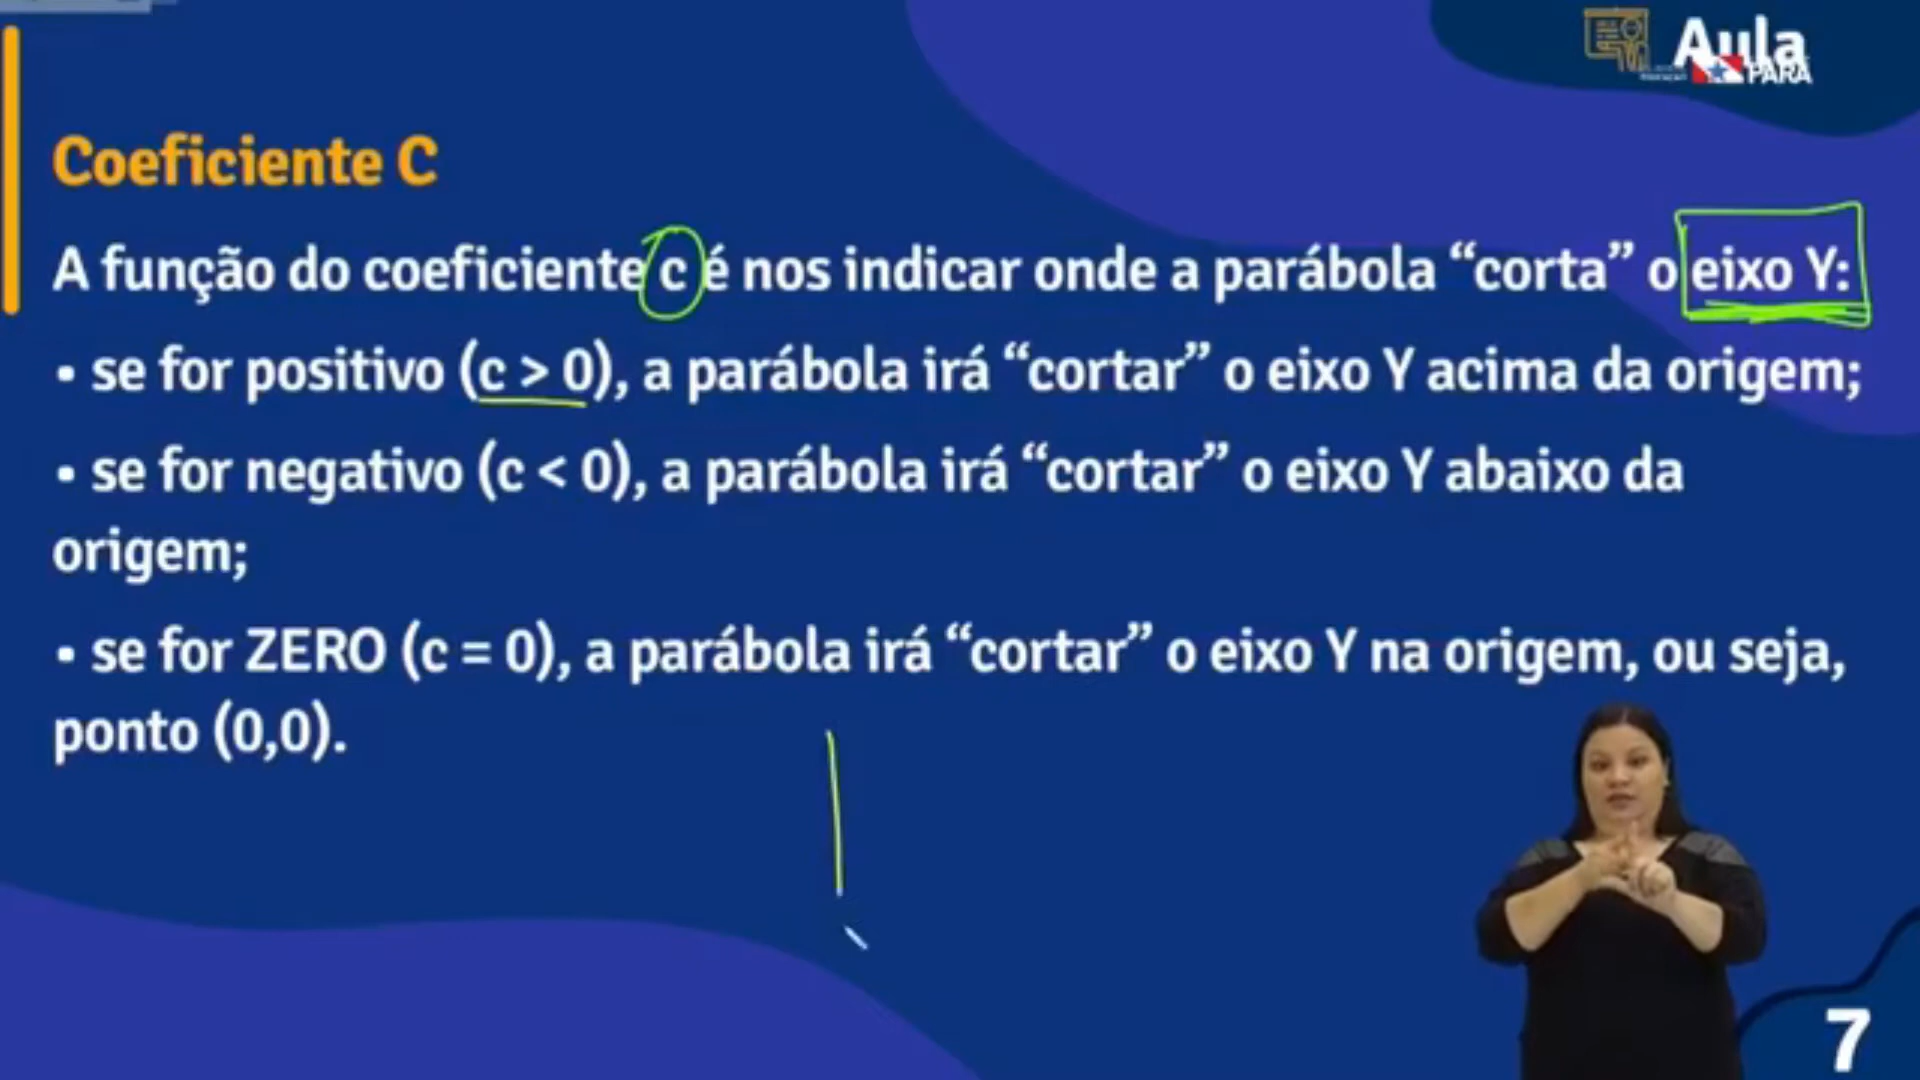 Aula
PARÁ
Coeficiente C
A função do coeficiente c é nos indicar onde a parábola “corta” o eixo Y:
• se for positivo (c > 0), a parábola irá “cortar” o eixo Y acima da origem;
• se for negativo (c < 0), a parábola irá “cortar” o eixo Y abaixo da
origem;
• se for ZERO (c = 0), a parábola irá “cortar” o eixo Y na origem, ou seja,
ponto (0,0).
7